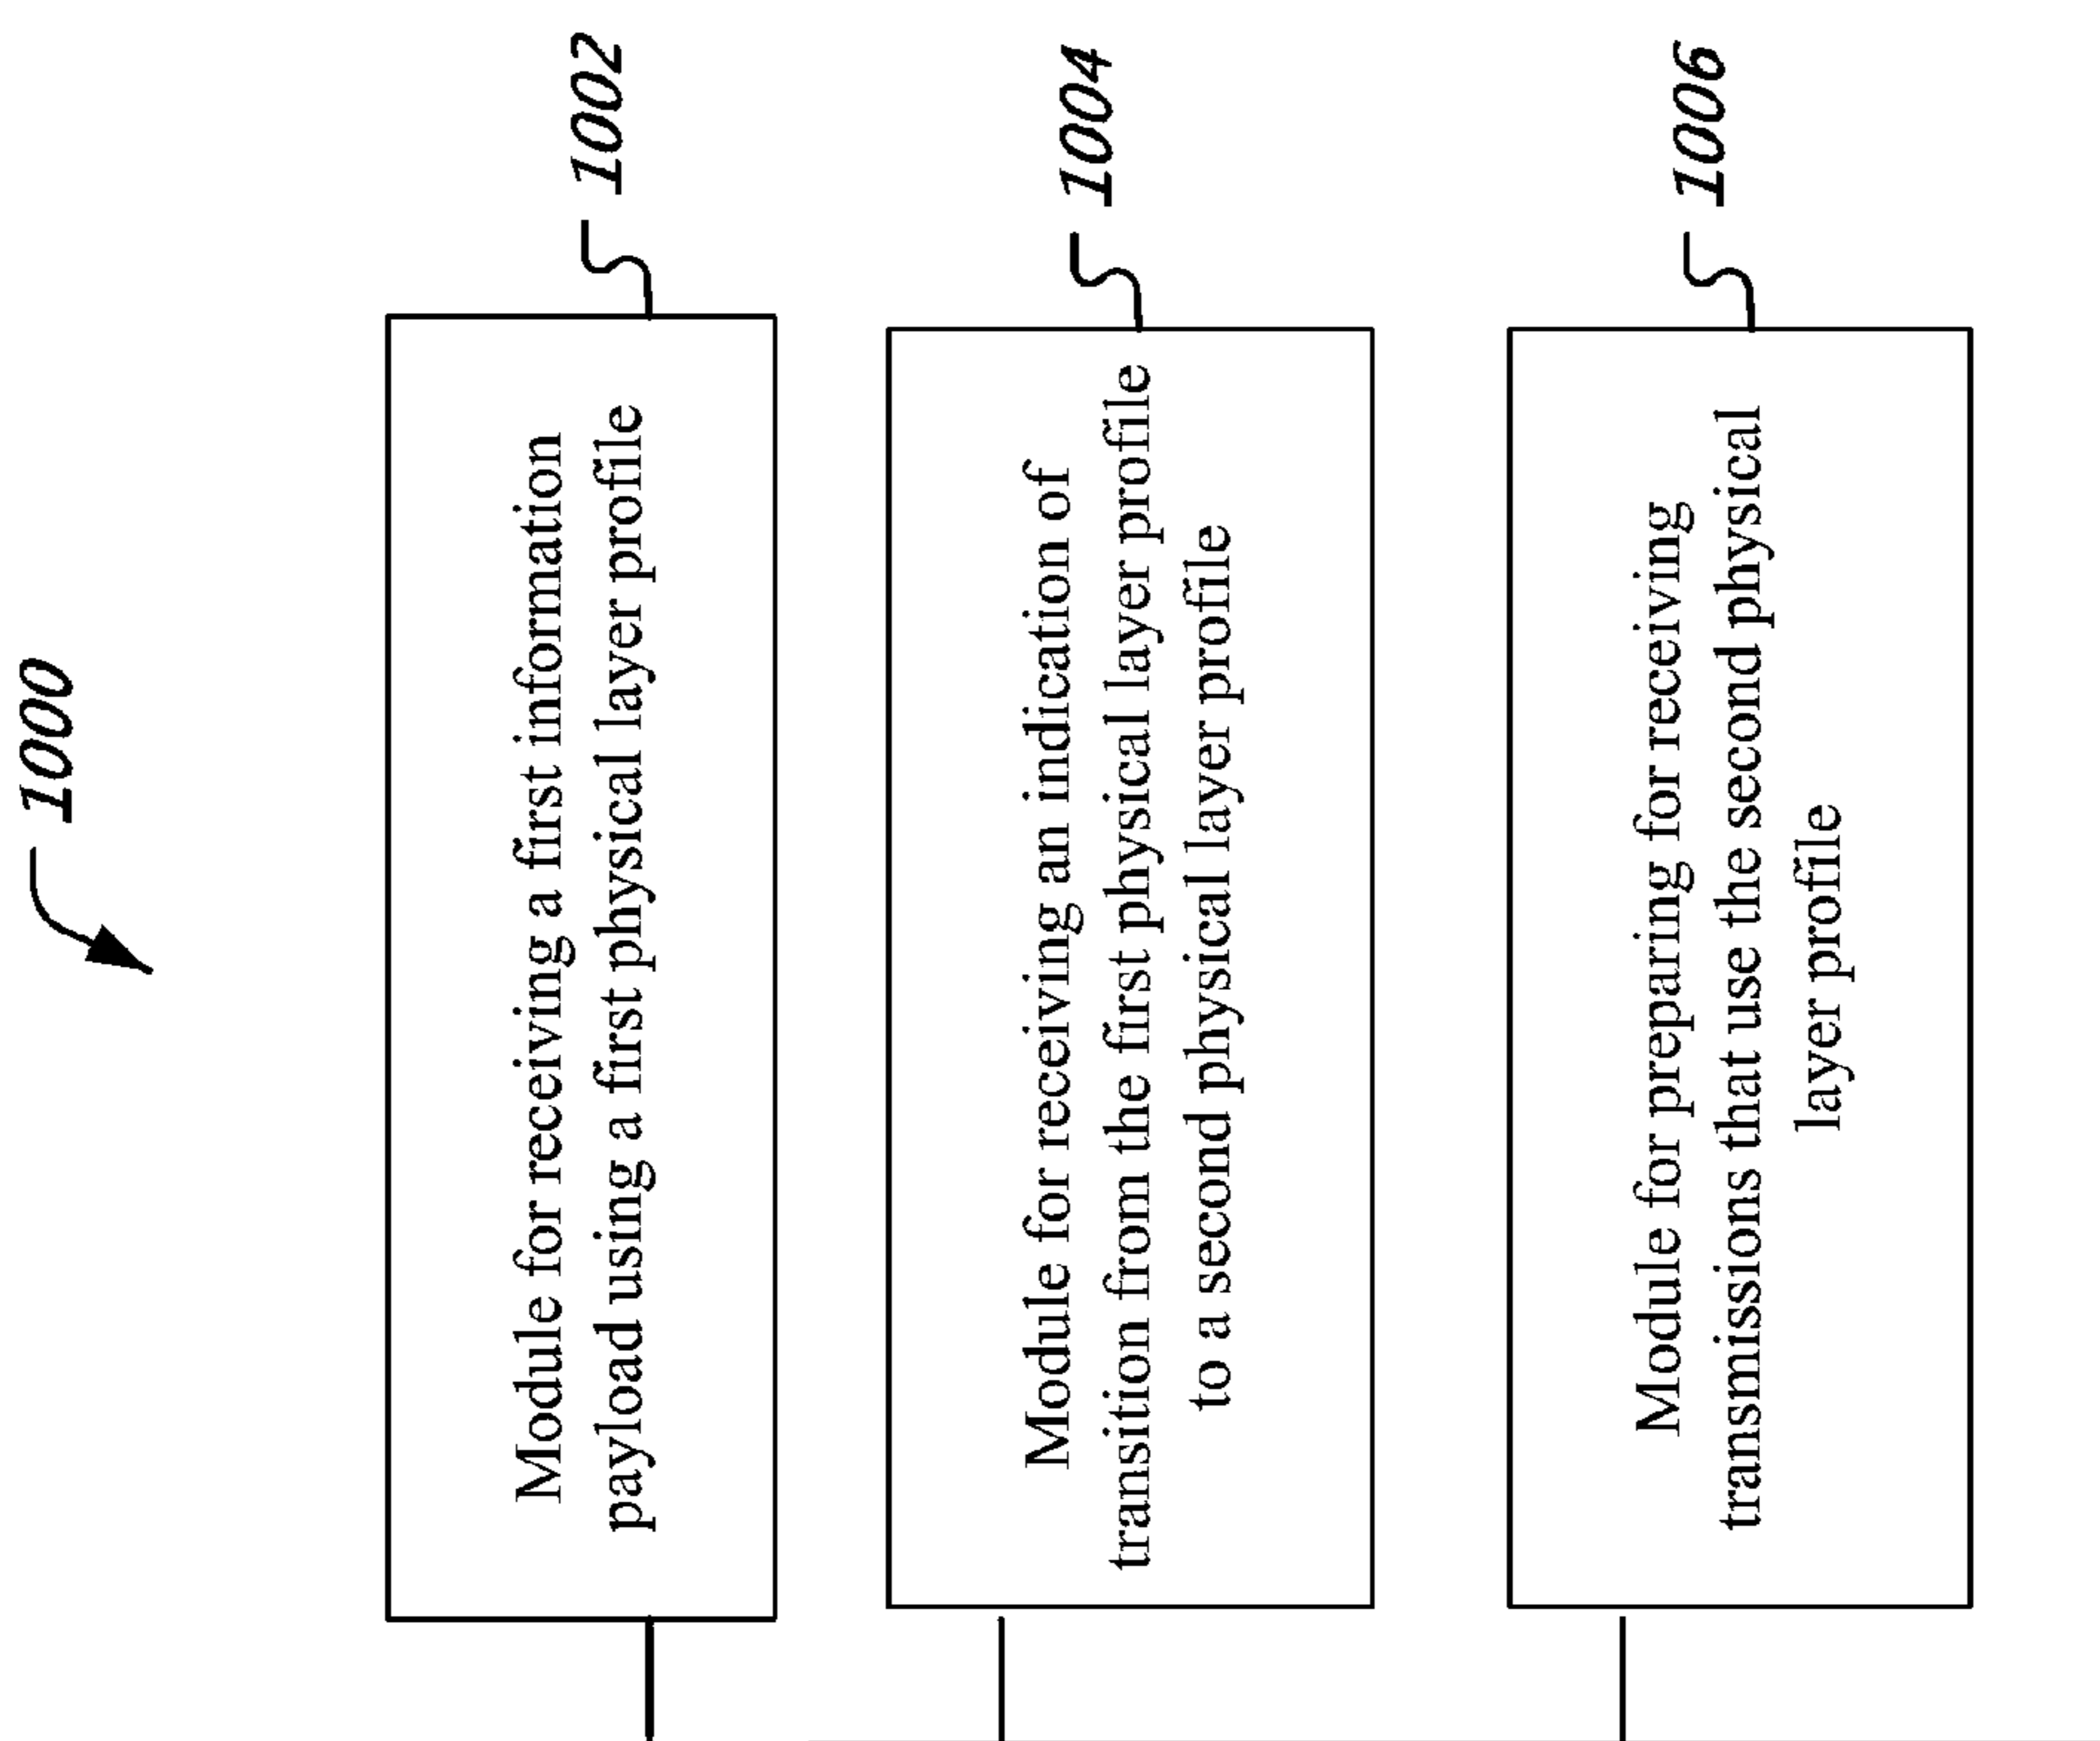 1000
Module for receiving a first information
payload using a first physical layer profile
1002
Module for receiving an indication of
transition from the first physical layer profile
to a second physical layer profile
1004
Module for preparing for receiving
transmissions that use the second physical
layer profile
1006